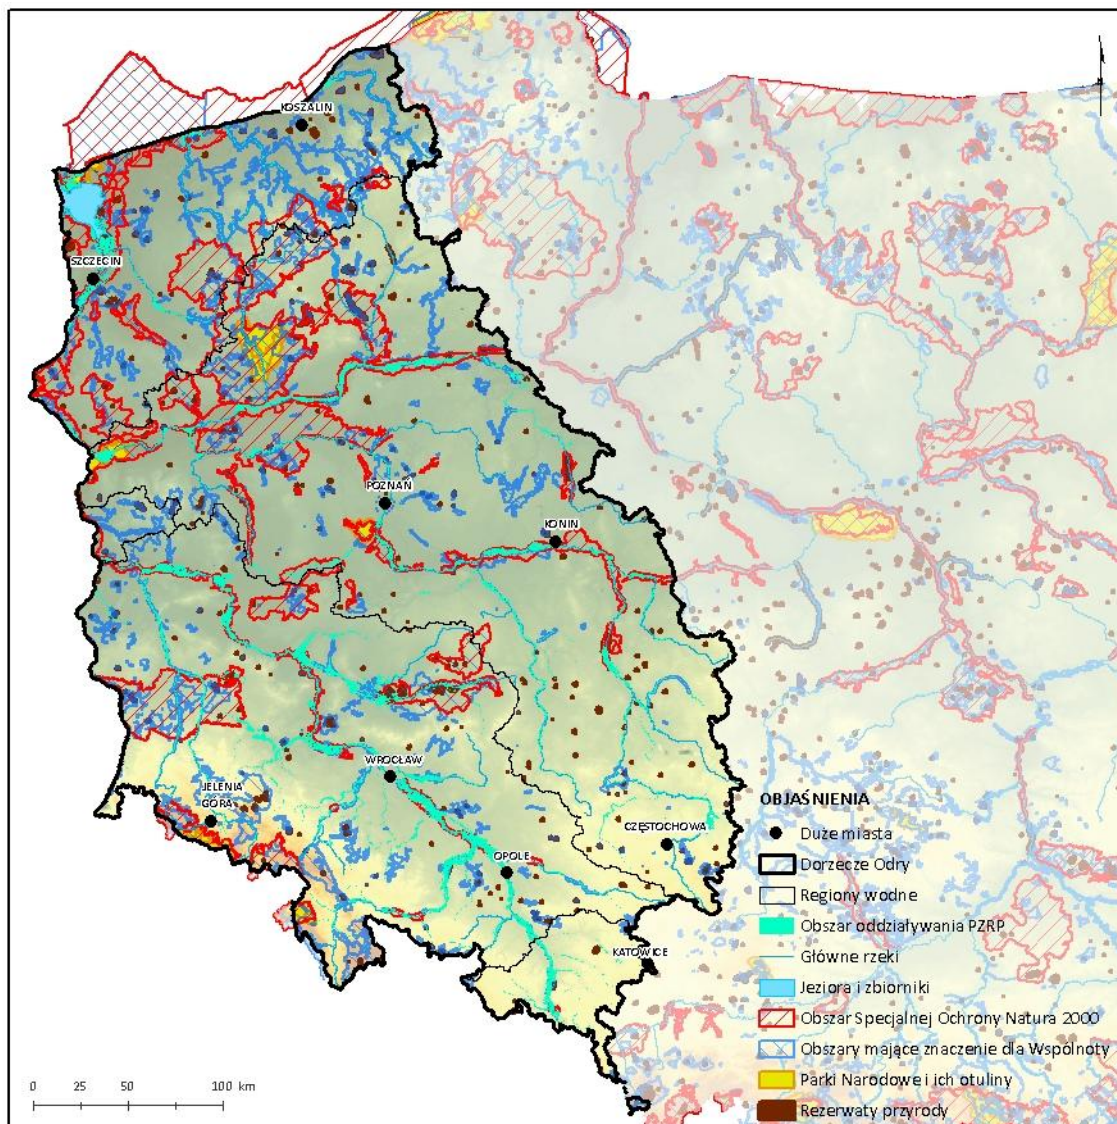 KOSZALIN
SZCZECIN
POZNAŃ
KONIN
WROCŁAW
JELENIA
GÓRA
CZĘSTOCHOWA
OPOLE
KATOWICE
OBJAŚNIENIA
Duże miasta
Dorzecze Odry
Regiony wodne
Obszar oddziaływania PZRP
Główne rzeki
Jeziora i zbiorniki
Obszar Specjalnej Ochrony Natura 2000
Obszary mające znaczenie dla Wspólnoty
Parki Narodowe i ich otuliny
Rezerwaty przyrody
0 25 50 100 km